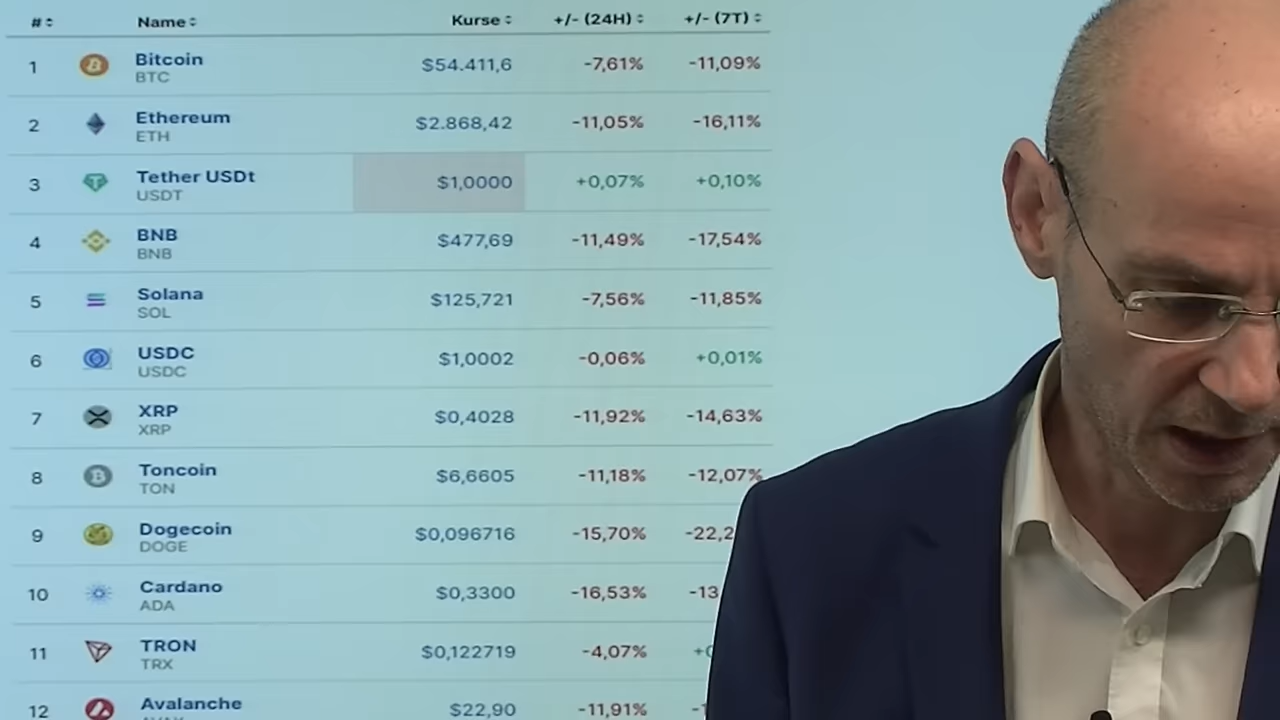 # Name Kurse +/- (24H) +/- (7T)
1 Bitcoin $54.411,6 -7,61% -11,09%
BTC
2 Ethereum $2.868,42 -11,05% -16,11%
ETH
3 Tether USDt $1,0000 +0,07% +0,10%
USDT
4 BNB $477,69 -11,49% -17,54%
BNB
5 Solana $125,721 -7,56% -11,85%
SOL
6 USDC $1,0002 -0,06% +0,01%
USDC
7 XRP $0,4028 -11,92% -14,63%
XRP
8 Toncoin $6,6605 -11,18% -12,07%
TON
9 Dogecoin $0,096716 -15,70% -22,2
DOGE
10 Cardano $0,3300 -16,53% -13
ADA
11 TRON $0,122719 -4,07%
TRX
12 Avalanche $22,90 -11,91%